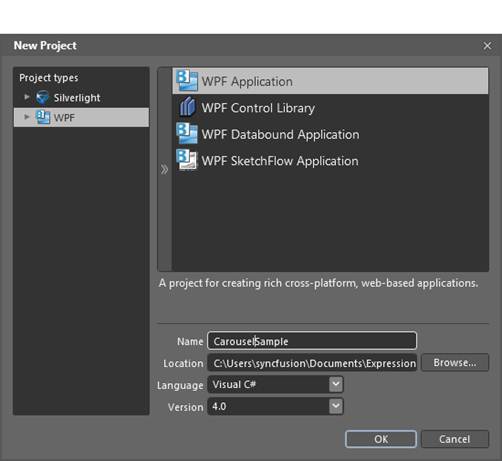 New Project
Project types
Silverlight
WPF
WPF Application
WPF Control Library
WPF Databound Application
WPF SketchFlow Application
A project for creating rich cross-platform, web-based applications.
Name CarouselSample
Location C:\Users\syncfusion\Documents\Expression Browse...
Language Visual C#
Version 4.0
OK Cancel